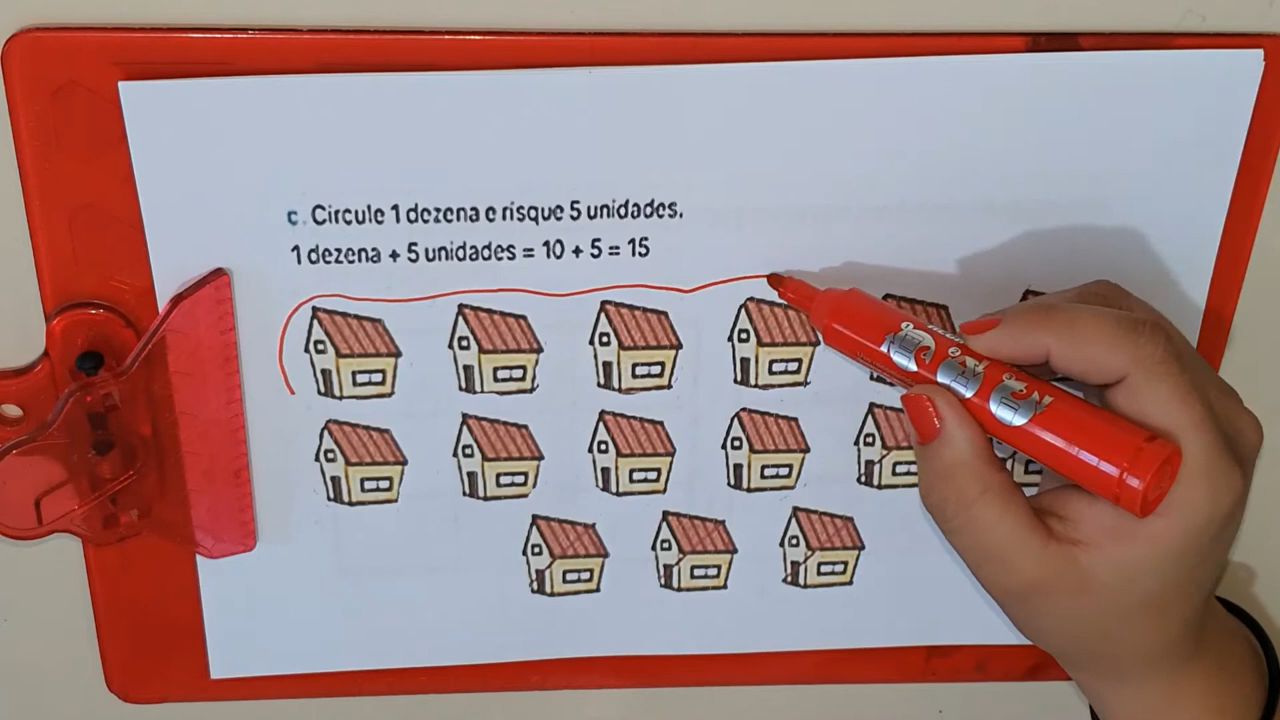 c. Circule 1 dezena e risque 5 unidades.
1 dezena + 5 unidades = 10 + 5 = 15